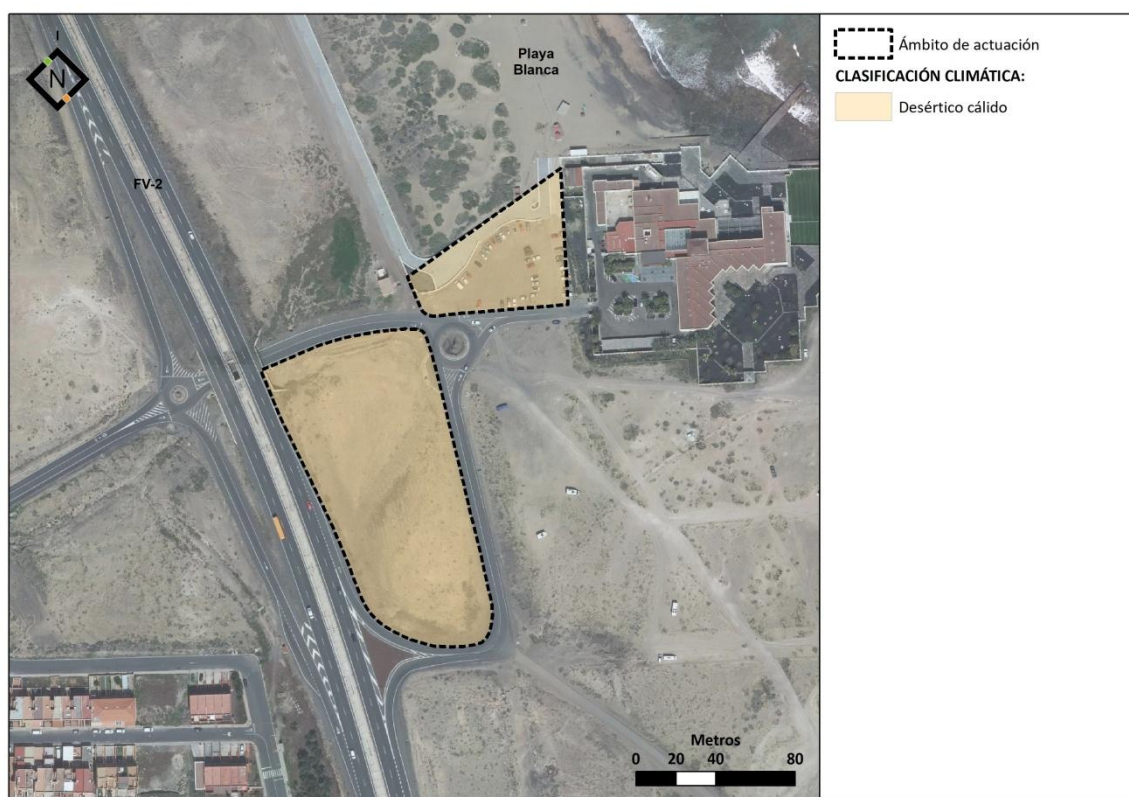 Playa
Blanca
N
FV-2
Metros
0 20 40 80
Ámbito de actuación
CLASIFICACIÓN CLIMÁTICA:
Desértico cálido